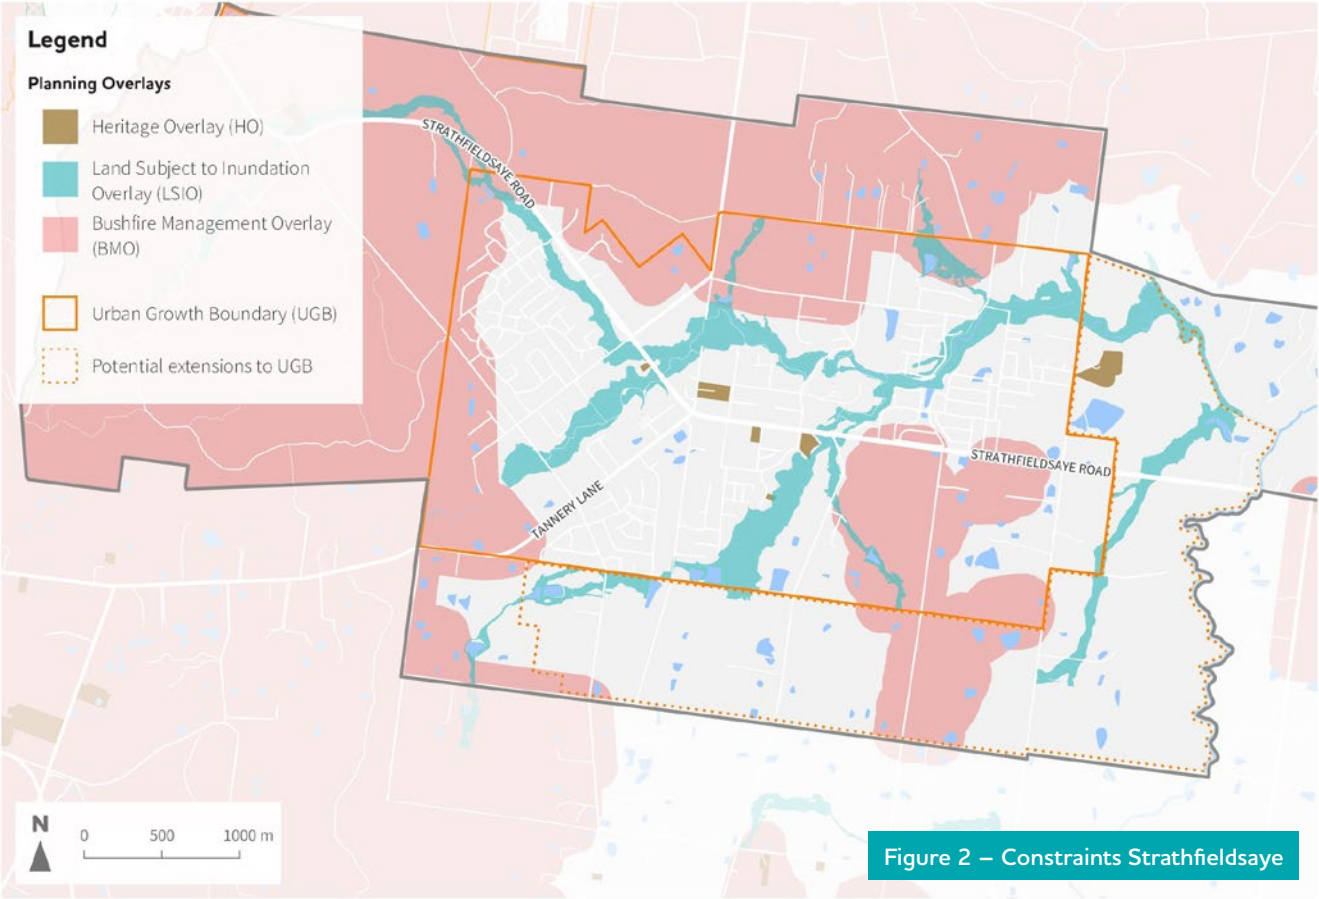 Legend
Planning Overlays
Heritage Overlay (HO)
Land Subject to Inundation
Overlay (LSIO)
Bushfire Management Overlay
(BMO)
Urban Growth Boundary (UGB)
Potential extensions to UGB
STRATHFIELDSAYE ROAD
STRATHFIELDSAYE ROAD
TANNERY LANE
N
0 500 1000 m
Figure 2 – Constraints Strathfieldsaye